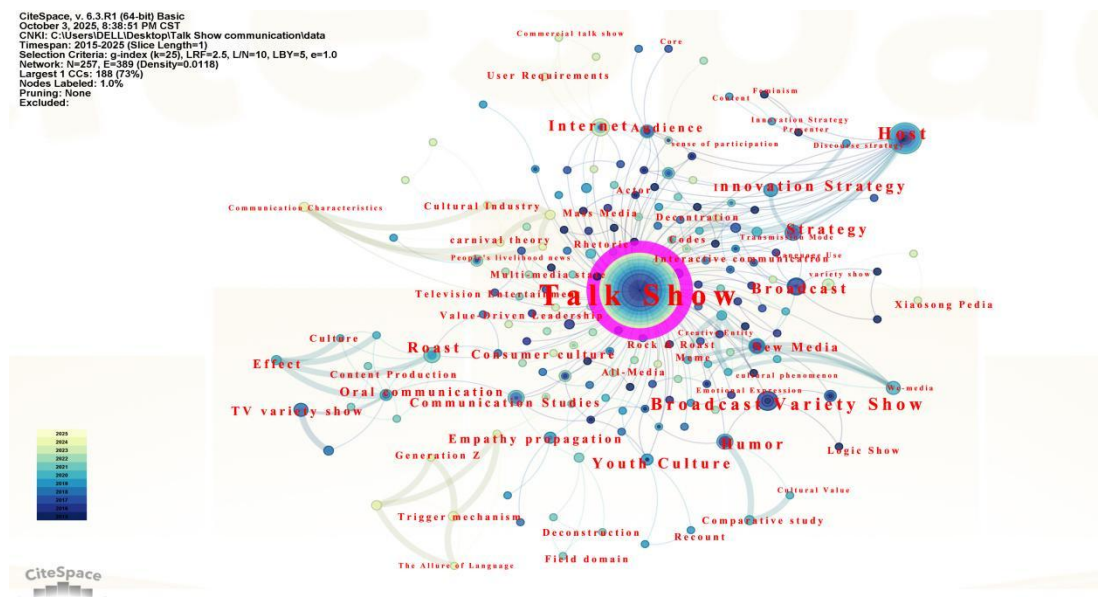 CiteSpace, v. 6.3.R1 (64-bit) Basic
October 3, 2025, 8:38:51 PM CST
CNKI: C:\Users\DELL\Desktop\Talk Show communication\data
Timespan: 2015-2025 (Slice Length=1)
Selection Criteria: g-index (k=25), LRF=2.5, L/N=10, LBY=5, e=1.0
Network: N=257, E=389 (Density=0.0118)
Largest 1 CCs: 188 (73%)
Nodes Labeled: 1.0%
Pruning: None
Excluded:
Commercial talk show
Core
User Requirements
Content
Feminism
Internet
Audience
Innovation Strategy
Presenter
Host
sense of participation
Discourse strategy
Actor
Innovation Strategy
Communication Characteristics
Cultural Industry
Mass Media
Decantration
Strategy
carnival theory
Rhetoric
Codes
Transmission Mode
People's livelihood news
Interactive communication
Language Use
Multi-media stage
variety show
Television Entertainment
Talk Show
Broadcast
Xiaosong Pedia
Value-Driven Leadership
Creative Entity
Culture
Roast
Consumer culture
Rock & Roast
New Media
Effect
Content Production
Meme
All-Media
cultural phenomenon
Oral communication
Emotional Expression
We-media
TV variety show
Communication Studies
Broadcast Variety Show
Empathy propagation
Humor
Logic Show
Generation Z
Youth Culture
Cultural Value
Trigger mechanism
Deconstruction
Comparative study
Recount
The Allure of Language
Field domain
2025
2024
2023
2022
2021
2020
2019
2018
2017
2016
CiteSpace